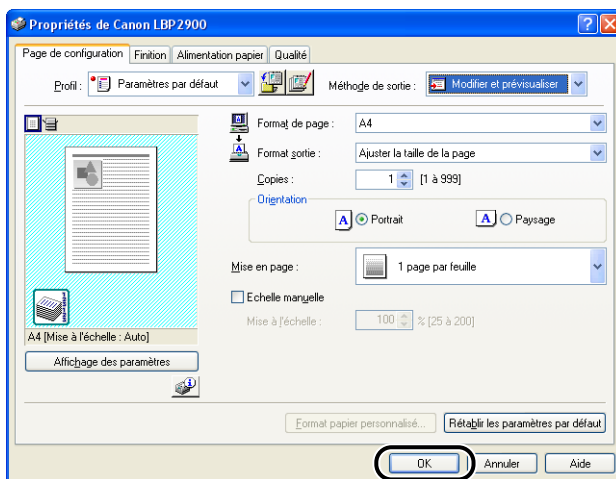 Propriétés de Canon LBP2900
Page de configuration Finition Alimentation papier Qualité
Profil : Paramètres par défaut Méthode de sortie : Modifier et prévisualiser
Format de page : A4
Format sortie : Ajuster la taille de la page
Copies : 1 [1 à 999]
Orientation
A Portrait A Paysage
Mise en page : 1 page par feuille
Echelle manuelle
Mise à l'échelle : 100 % [25 à 200]
A4 [Mise à l'échelle : Auto]
Affichage des paramètres
Format papier personnalisé... Rétablir les paramètres par défaut
OK Annuler Aide